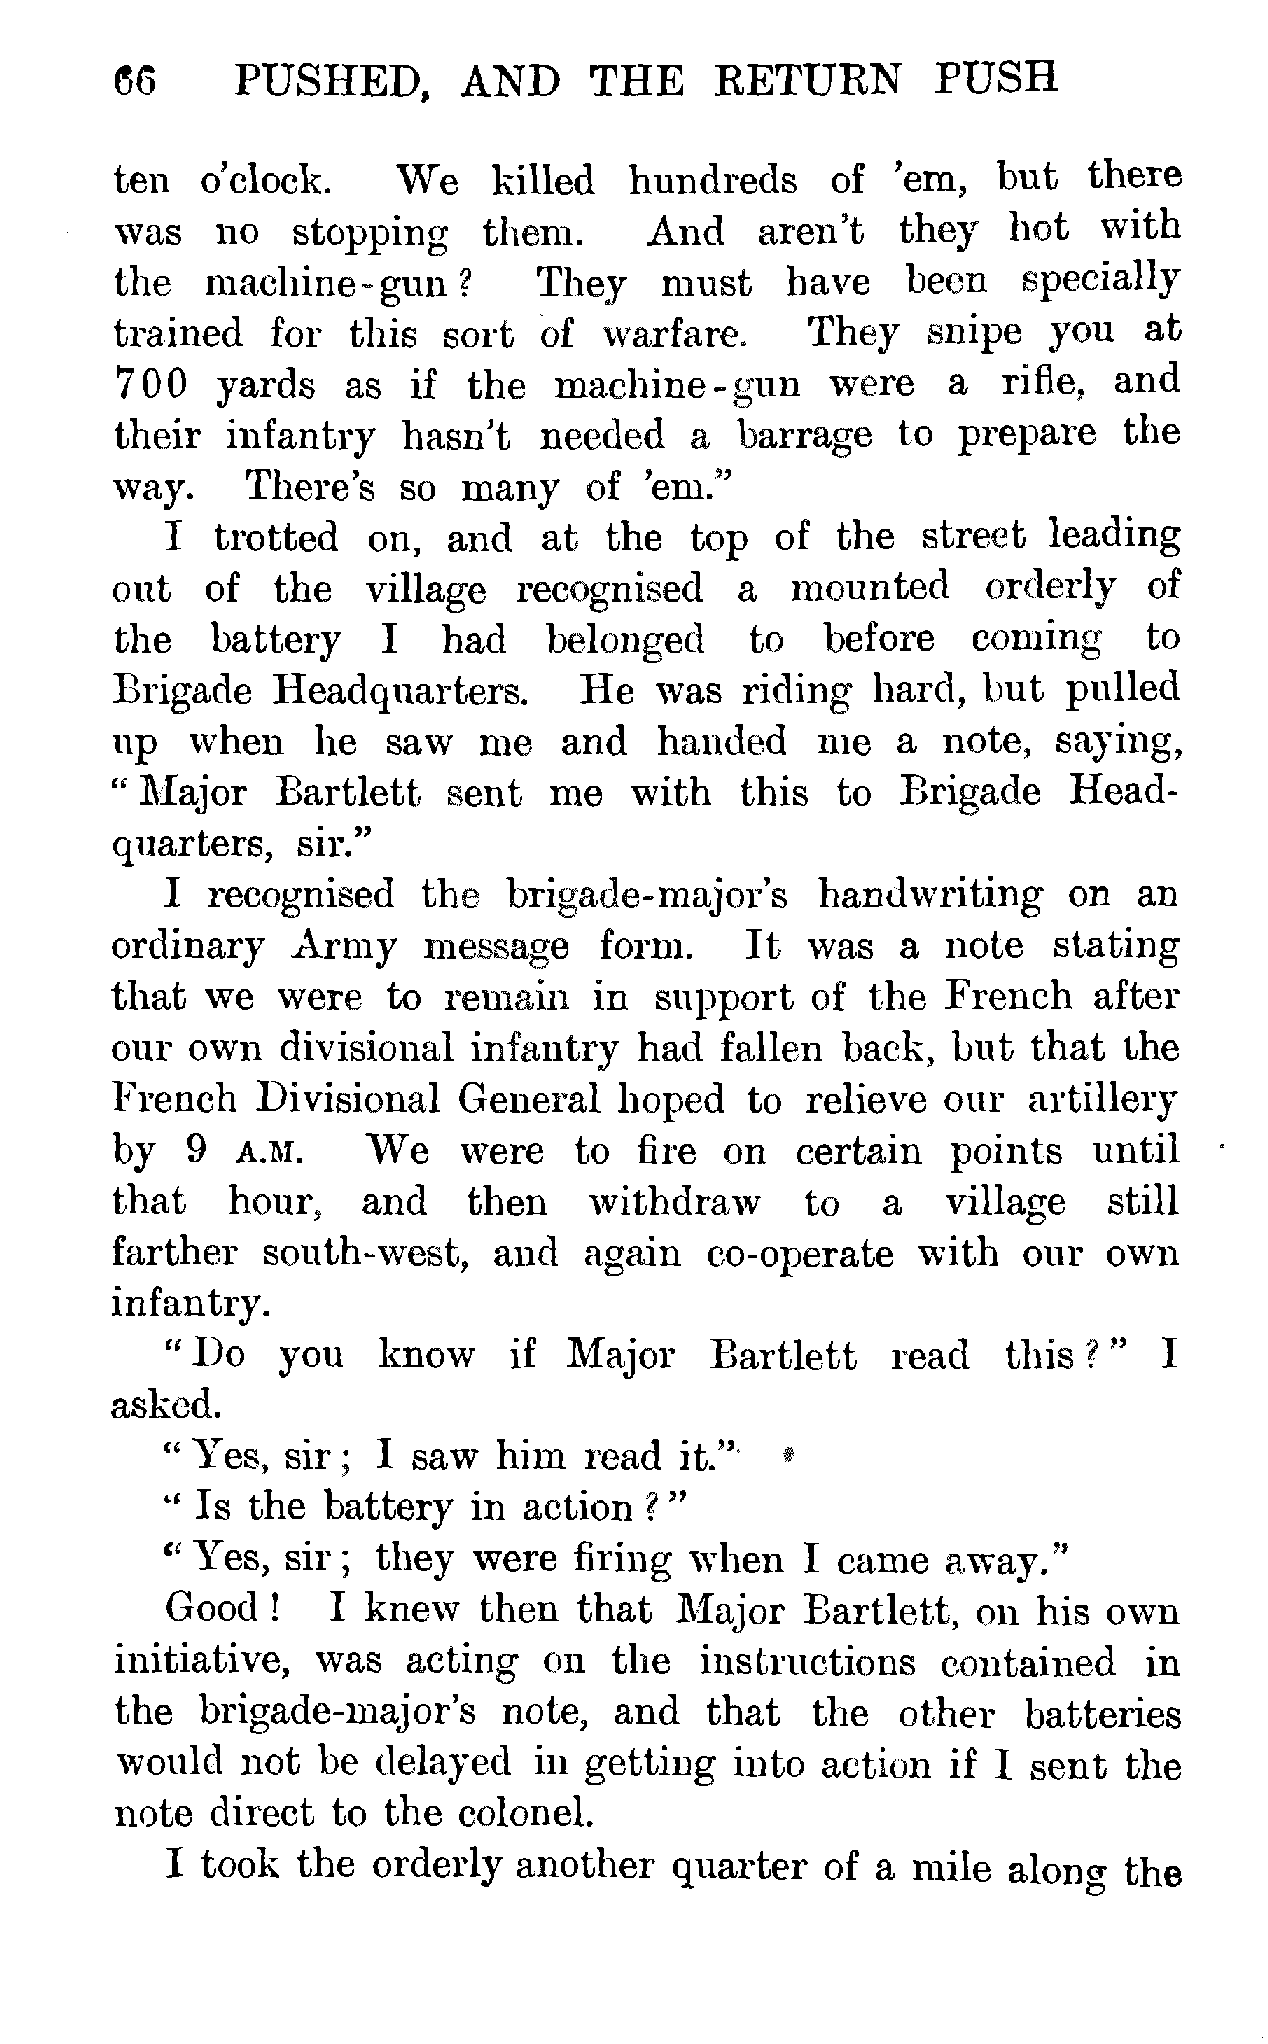 66 PUSHED, AND THE RETURN PUSH
ten o'clock. We killed hundreds of 'em, but there
was no stopping them. And aren't they hot with
the machine-gun? They must have been specially
trained for this sort of warfare. They snipe you at
700 yards as if the machine-gun were a rifle, and
their infantry hasn't needed a barrage to prepare the
way. There's so many of 'em."
I trotted on, and at the top of the street leading
out of the village recognised a mounted orderly of
the battery I had belonged to before coming to
Brigade Headquarters. He was riding hard, but pulled
up when he saw me and handed me a note, saying,
"Major Bartlett sent me with this to Brigade Head-
quarters, sir."
I recognised the brigade-major's handwriting on an
ordinary Army message form. It was a note stating
that we were to remain in support of the French after
our own divisional infantry had fallen back, but that the
French Divisional General hoped to relieve our artillery
by 9 A.M. We were to fire on certain points until
that hour, and then withdraw to a village still
farther south-west, and again co-operate with our own
infantry.
"Do you know if Major Bartlett read this?" I
asked.
"Yes, sir; I saw him read it."
"Is the battery in action?"
"Yes, sir; they were firing when I came away."
Good! I knew then that Major Bartlett, on his own
initiative, was acting on the instructions contained in
the brigade-major's note, and that the other batteries
would not be delayed in getting into action if I sent the
note direct to the colonel.
I took the orderly another quarter of a mile along the